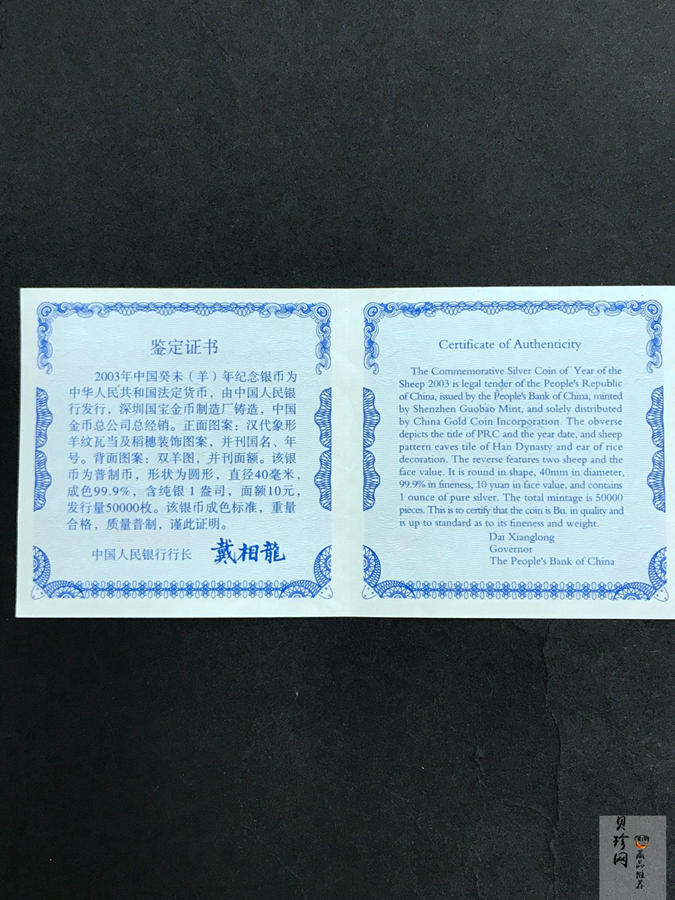 鉴定证书
2003年中国癸未（羊）年纪念银币为
中华人民共和国法定货币，由中国人民银
行发行，深圳国宝金币制造厂铸造，中国
金币总公司总经销。正面图案：汉代象形
羊纹瓦当及稻穗装饰图案，并刊国名、年
号。背面图案：双羊图，并刊面额。该银
币为普制币，形状为圆形，直径40毫米，
成色99.9%，含纯银1盎司，面额10元，
发行量50000枚。该银币成色标准，重量
合格，质量普制，谨此证明。
中国人民银行行长 戴相龍
Certificate of Authenticity
The Commemorative Silver Coin of Year of the
Sheep 2003 is legal tender of the People's Republic
of China, issued by the People's Bank of China, minted
by Shenzhen Guobao Mint, and solely distributed
by China Gold Coin Incorporation. The obverse
depicts the title of PRC and the year date, and sheep
pattern eaves tile of Han Dynasty and ear of rice
decoration. The reverse features two sheep and the
face value. It is round in shape, 40mm in diameter,
99.9% in fineness, 10 yuan in face value, and contains
1 ounce of pure silver. The total mintage is 50000
pieces. This is to certify that the coin is Bu. in quality and
is up to standard as to its fineness and weight.
Dai Xianglong
Governor
The People's Bank of China
贝珍网
藏品推荐